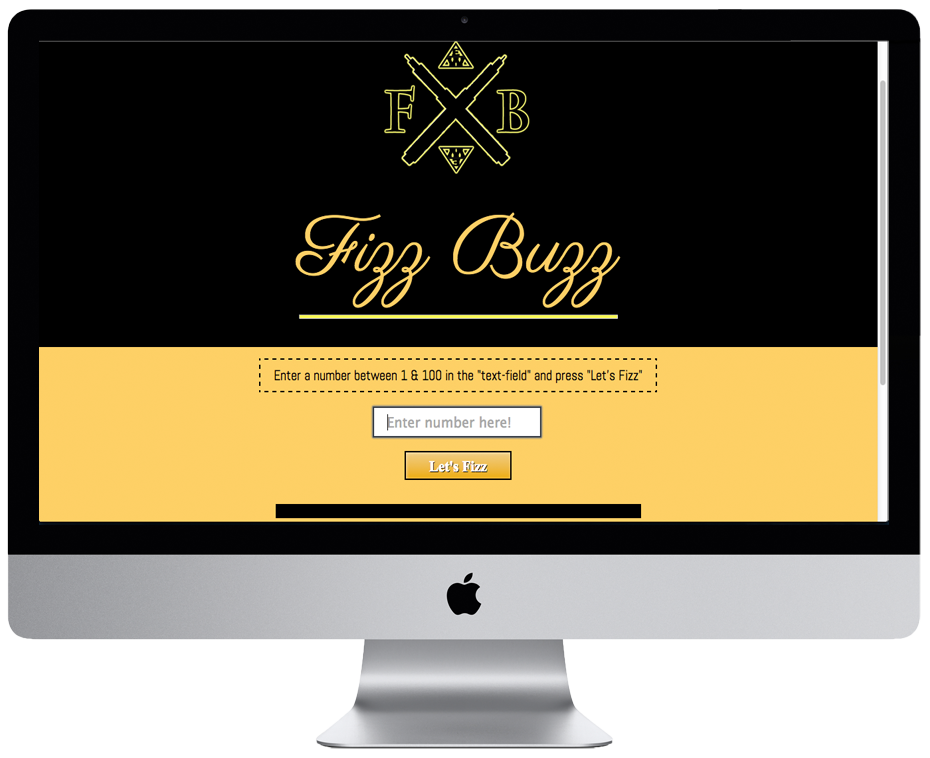 F B
Fizz Buzz
Enter a number between 1 & 100 in the "text-field" and press "Let's Fizz"
Enter number here!
Let's Fizz